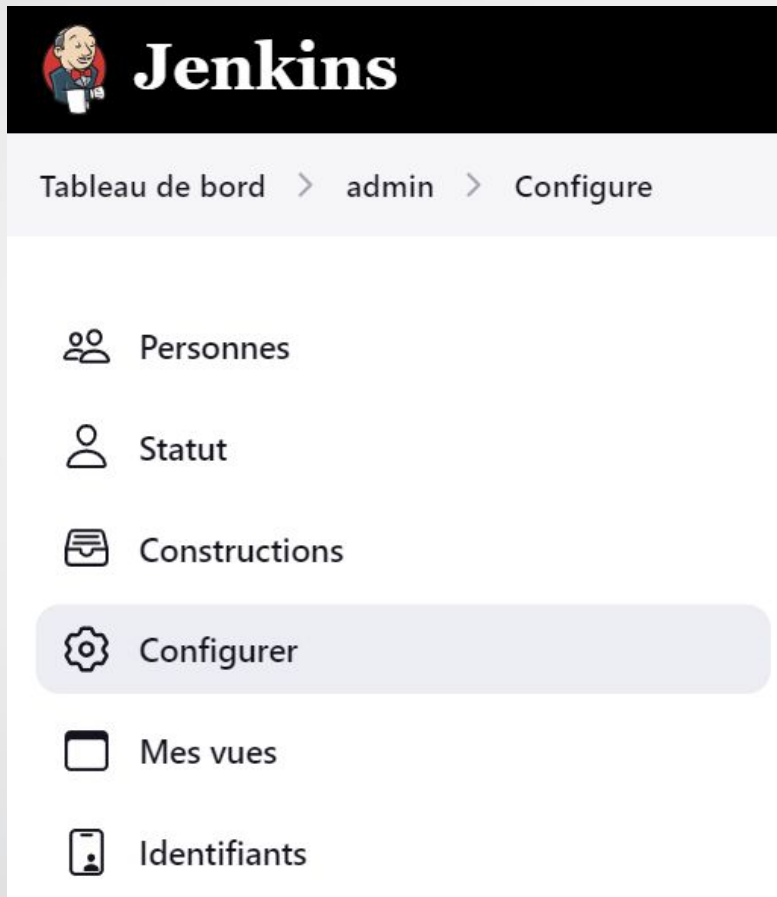 Jenkins
Tableau de bord > admin > Configure
Personnes
Statut
Constructions
Configurer
Mes vues
Identifiants